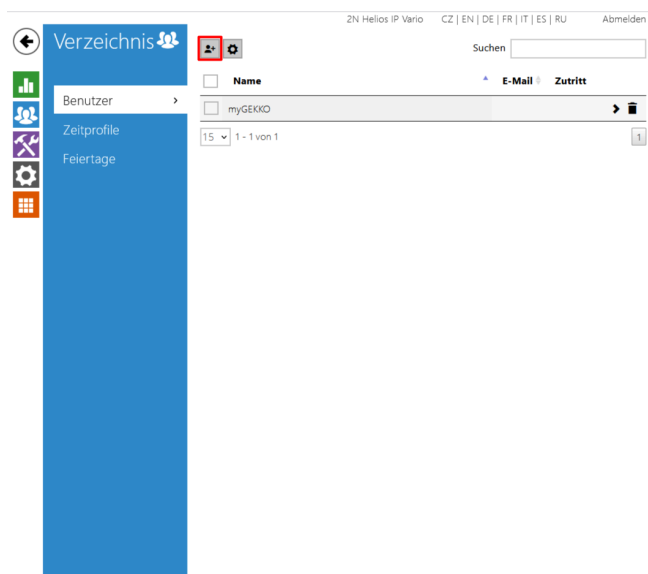 2N Helios IP Vario CZ | EN | DE | FR | IT | ES | RU Abmelden
Verzeichnis
Suchen
Name E-Mail Zutritt
Benutzer
myGEKKO
Zeitprofile
15 1 - 1 von 1 1
Feiertage